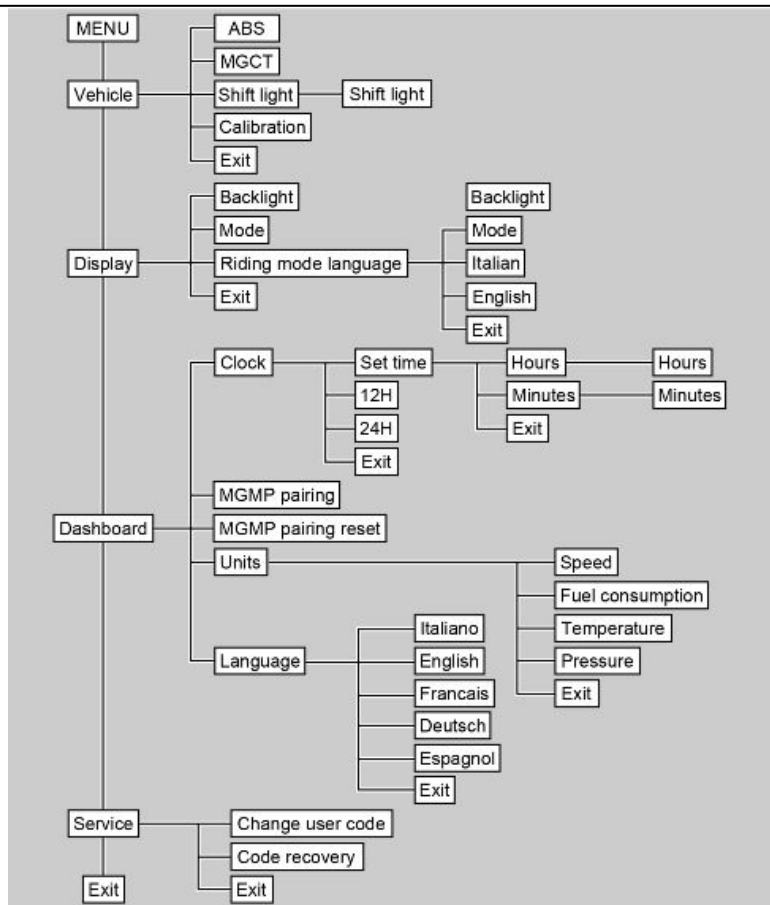 MENU
ABS
MGCT
Vehicle Shift light Shift light
Calibration
Exit
Backlight Backlight
Mode Mode
Display Riding mode language Italian
Exit English
Exit
Clock Set time Hours Hours
12H Minutes Minutes
24H Exit
Exit
MGMP pairing
Dashboard MGMP pairing reset
Units Speed
Fuel consumption
Italiano Temperature
Language English Pressure
Francais Exit
Deutsch
Espagnol
Exit
Service Change user code
Code recovery
Exit Exit